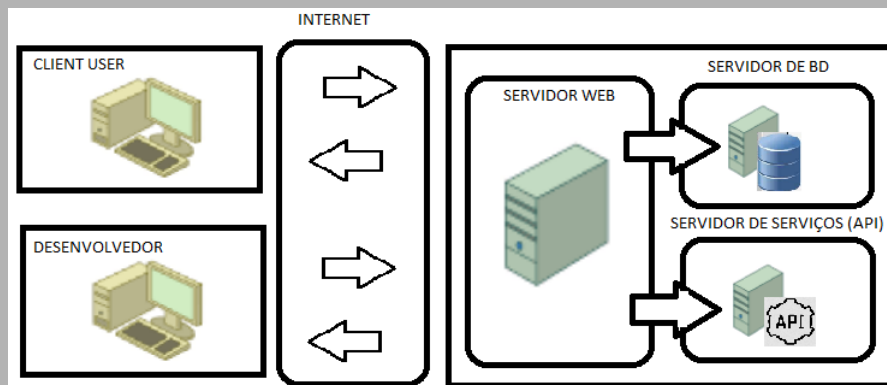 INTERNET
CLIENT USER
DESENVOLVEDOR
SERVIDOR WEB
SERVIDOR DE BD
SERVIDOR DE SERVIÇOS (API)
API